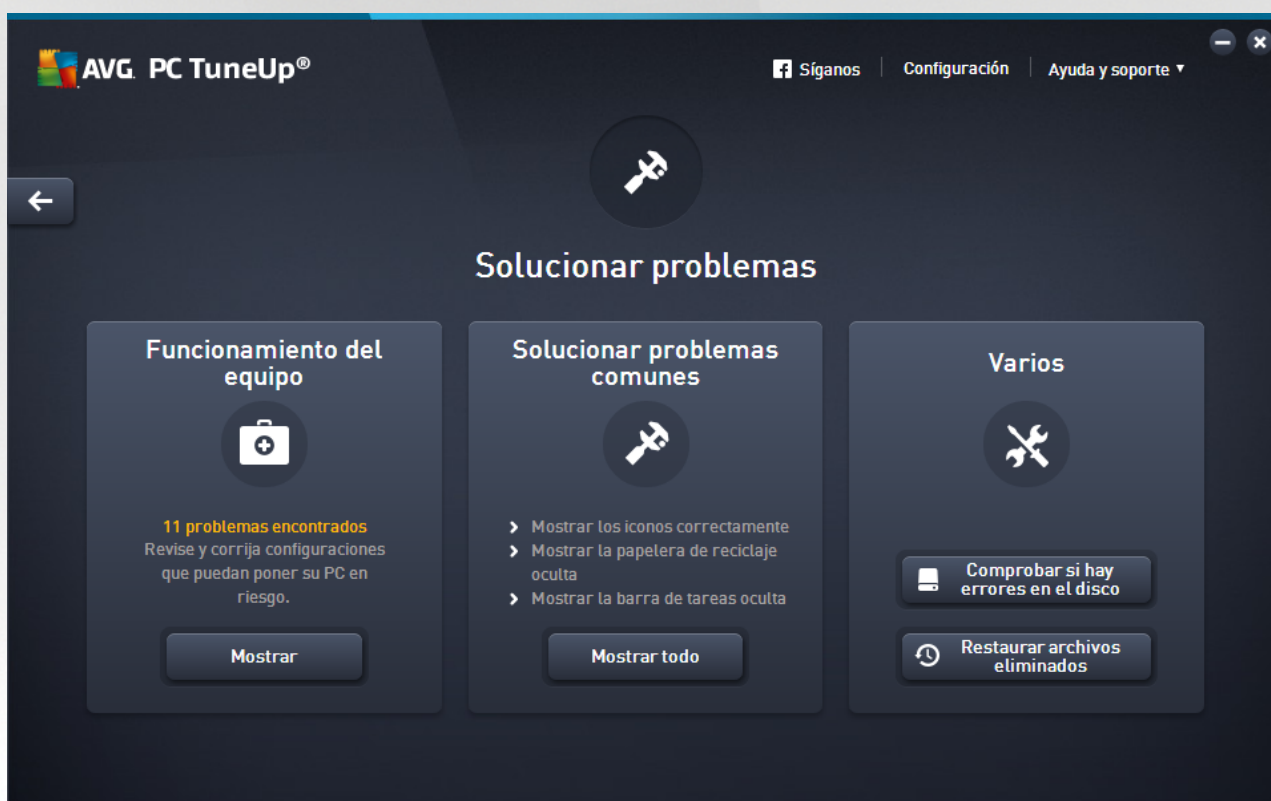 AVG. PC TuneUp®
Síganos
Configuración
Ayuda y soporte
Solucionar problemas
Funcionamiento del
equipo
11 problemas encontrados
Revise y corrija configuraciones
que puedan poner su PC en
riesgo.
Mostrar
Solucionar problemas
comunes
Mostrar los iconos correctamente
Mostrar la papelera de reciclaje
oculta
Mostrar la barra de tareas oculta
Mostrar todo
Varios
Comprobar si hay
errores en el disco
Restaurar archivos
eliminados